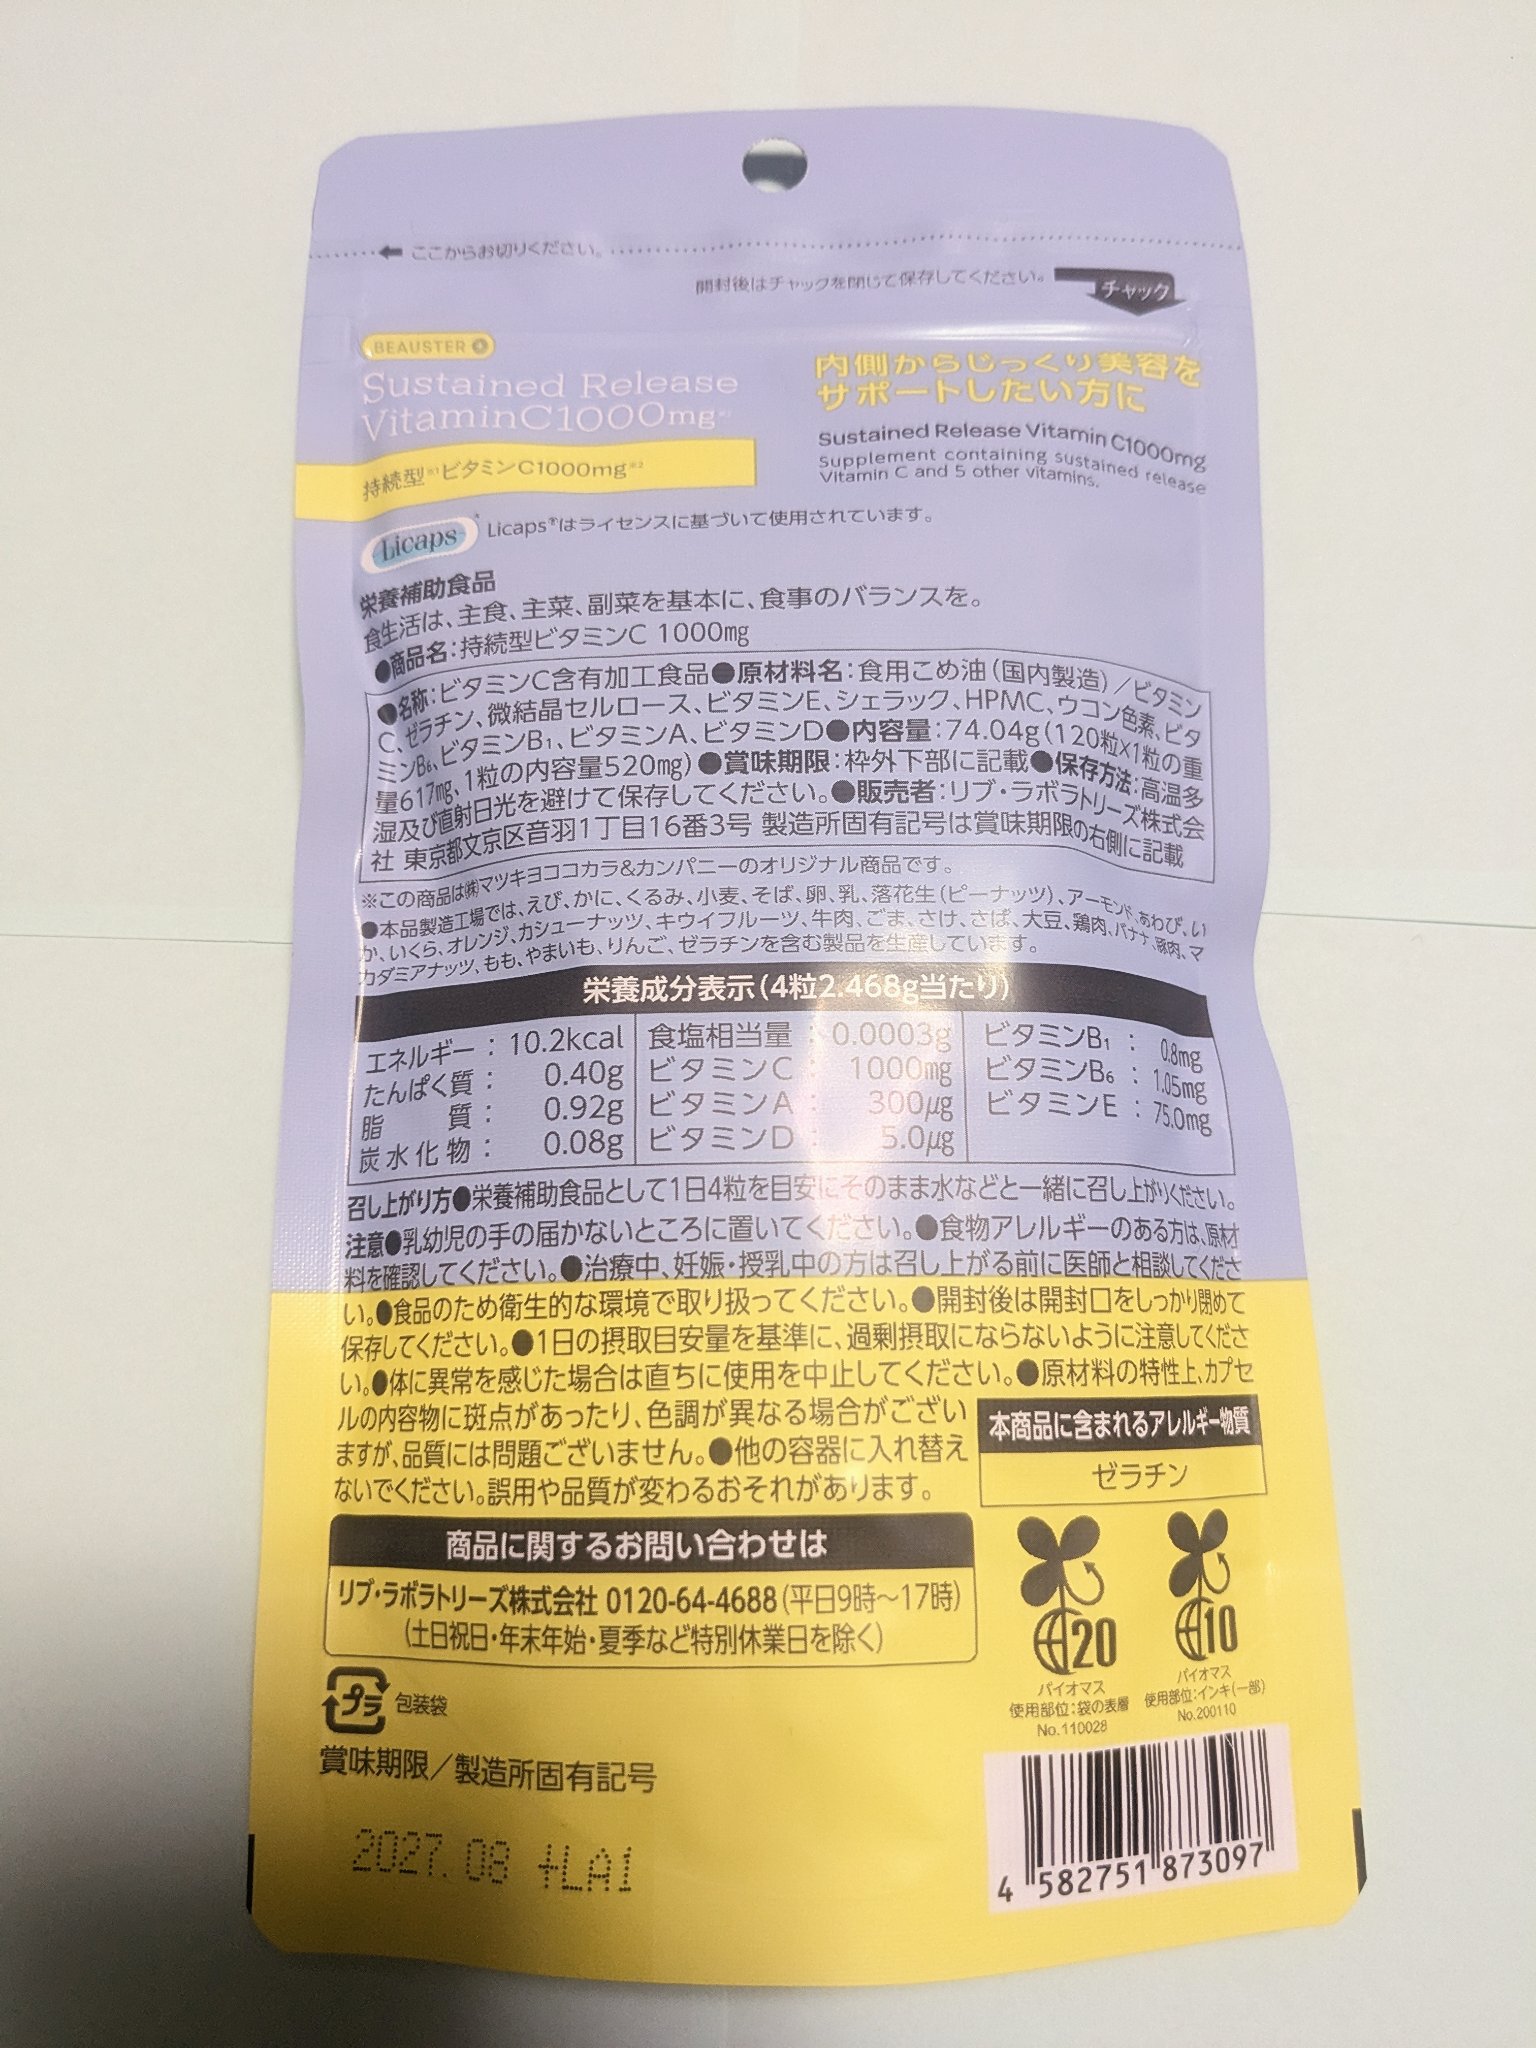 ここからお切りください。
開封後はチャックを閉じて保存してください。
チャック
BEAUSTER
Sustained Release
VitaminC1000mg※2
持続型※1ビタミンC1000mg※2
内側からじっくり美容を
サポートしたい方に
Sustained Release Vitamin C1000mg
Supplement containing sustained release
Vitamin C and 5 other vitamins.
Licaps* Licaps®はライセンスに基づいて使用されています。
栄養補助食品
食生活は、主食、主菜、副菜を基本に、食事のバランスを。
●商品名:持続型ビタミンC 1000mg
●名称:ビタミンC含有加工食品●原材料名:食用こめ油(国内製造)/ビタミン
C、ゼラチン、微結晶セルロース、ビタミンE、シェラック、HPMC、ウコン色素、ビタ
ミンB6、ビタミンB1、ビタミンA、ビタミンD●内容量:74.04g(120粒×1粒の重
量617mg、1粒の内容量520mg)●賞味期限:枠外下部に記載●保存方法:高温多
湿及び直射日光を避けて保存してください。●販売者:リブ・ラボラトリーズ株式会
社 東京都文京区音羽1丁目16番3号 製造所固有記号は賞味期限の右側に記載
※この商品は㈱マツキヨココカラ&カンパニーのオリジナル商品です。
●本品製造工場では、えび、かに、くるみ、小麦、そば、卵、乳、落花生(ピーナッツ)、アーモンド、あわび、い
か、いくら、オレンジ、カシューナッツ、キウイフルーツ、牛肉、ごま、さけ、さば、大豆、鶏肉、バナナ、豚肉、マ
カダミアナッツ、もも、やまいも、りんご、ゼラチンを含む製品を生産しています。
栄養成分表示(4粒2.468g当たり)
エネルギー:10.2kcal
たんぱく質:0.40g
脂質:0.92g
炭水化物:0.08g
食塩相当量:0.0003g
ビタミンC:1000mg
ビタミンA:300μg
ビタミンD:5.0μg
ビタミンB1:0.8mg
ビタミンB6:1.05mg
ビタミンE:75.0mg
召し上がり方●栄養補助食品として1日4粒を目安にそのまま水などと一緒に召し上がりください。
注意●乳幼児の手の届かないところに置いてください。●食物アレルギーのある方は、原材
料を確認してください。●治療中、妊娠・授乳中の方は召し上がる前に医師と相談してくださ
い。●食品のため衛生的な環境で取り扱ってください。●開封後は開封口をしっかり閉めて
保存してください。●1日の摂取目安量を基準に、過剰摂取にならないように注意してくださ
い。●体に異常を感じた場合は直ちに使用を中止してください。●原材料の特性上、カプセ
ルの内容物に斑点があったり、色調が異なる場合がござい
ますが、品質には問題ございません。●他の容器に入れ替え
ないでください。誤用や品質が変わるおそれがあります。
本商品に含まれるアレルギー物質
ゼラチン
商品に関するお問い合わせは
リブ・ラボラトリーズ株式会社 0120-64-4688(平日9時〜17時)
(土日祝日・年末年始・夏季など特別休業日を除く)
20
バイオマス
使用部位:袋の表層
No.110028
10
バイオマス
使用部位:インキ(一部)
No.200110
プラ 包装袋
賞味期限/製造所固有記号
2027.08 +LA1
4 582751 873097